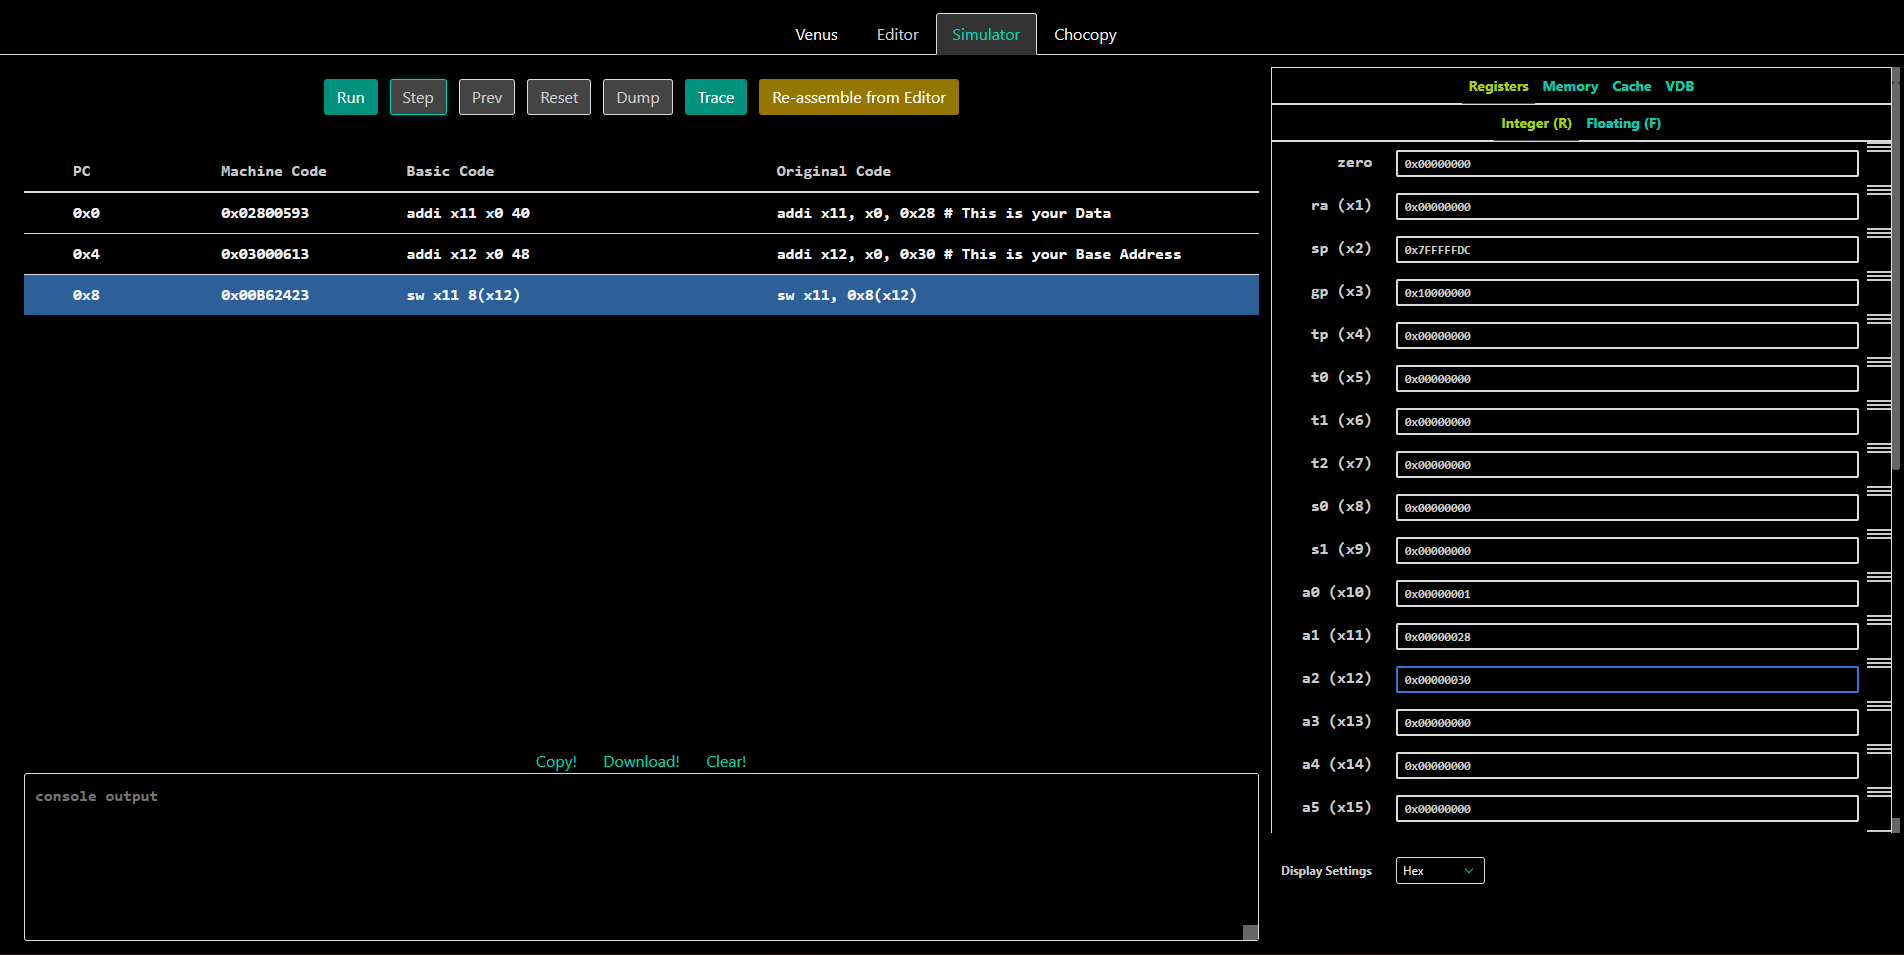 Venus Editor Simulator Chocopy
Run Step Prev Reset Dump Trace Re-assemble from Editor
PC Machine Code Basic Code Original Code
0x0 0x02800593 addi x11 x0 40 addi x11, x0, 0x28 # This is your Data
0x4 0x03000613 addi x12 x0 48 addi x12, x0, 0x30 # This is your Base Address
0x8 0x00B62423 sw x11 8(x12) sw x11, 0x8(x12)
Copy! Download! Clear!
console output
Registers Memory Cache VDB
Integer (R) Floating (F)
zero 0x00000000
ra (x1) 0x00000000
sp (x2) 0x7FFFFFDC
gp (x3) 0x10000000
tp (x4) 0x00000000
t0 (x5) 0x00000000
t1 (x6) 0x00000000
t2 (x7) 0x00000000
s0 (x8) 0x00000000
s1 (x9) 0x00000000
a0 (x10) 0x00000001
a1 (x11) 0x00000028
a2 (x12) 0x00000030
a3 (x13) 0x00000000
a4 (x14) 0x00000000
a5 (x15) 0x00000000
Display Settings Hex